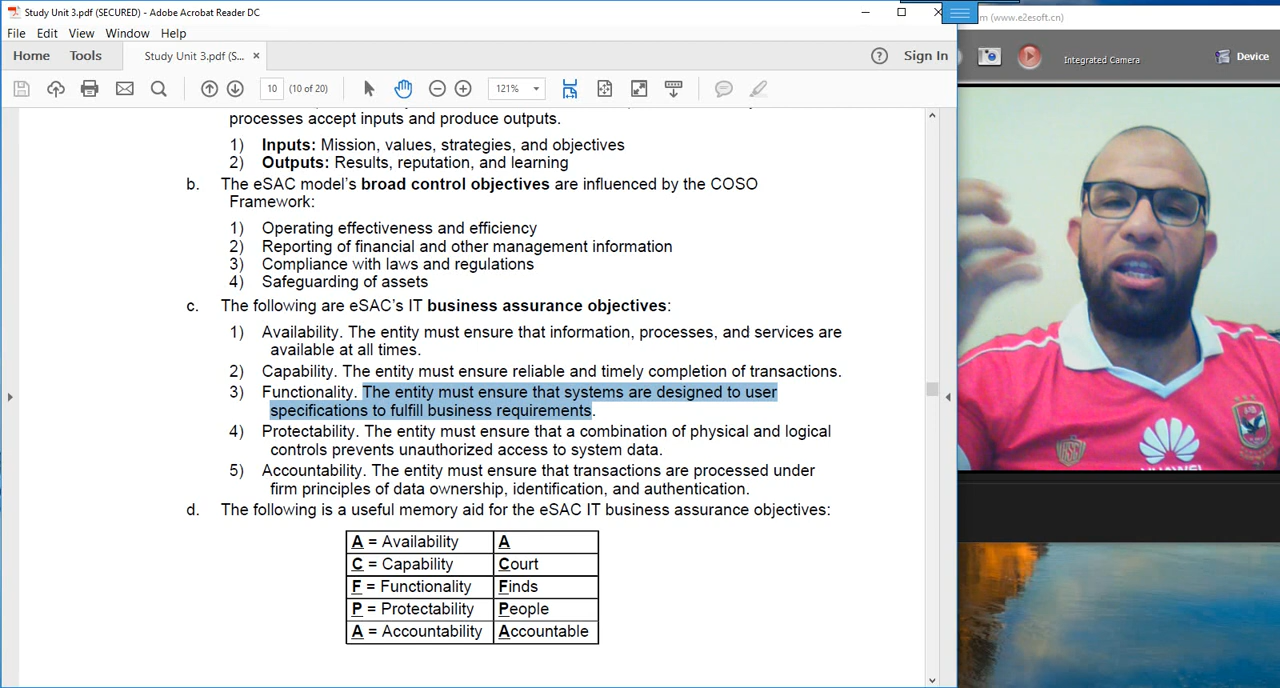 Study Unit 3.pdf (SECURED) - Adobe Acrobat Reader DC
m (www.e2esoft.cn)
File Edit View Window Help
Home Tools Study Unit 3.pdf (S... × Sign In
Integrated Camera Device
10 (10 of 20) 121%
processes accept inputs and produce outputs.
1) Inputs: Mission, values, strategies, and objectives
2) Outputs: Results, reputation, and learning
b. The eSAC model's broad control objectives are influenced by the COSO
Framework:
1) Operating effectiveness and efficiency
2) Reporting of financial and other management information
3) Compliance with laws and regulations
4) Safeguarding of assets
c. The following are eSAC's IT business assurance objectives:
1) Availability. The entity must ensure that information, processes, and services are
available at all times.
2) Capability. The entity must ensure reliable and timely completion of transactions.
3) Functionality. The entity must ensure that systems are designed to user
specifications to fulfill business requirements.
4) Protectability. The entity must ensure that a combination of physical and logical
controls prevents unauthorized access to system data.
5) Accountability. The entity must ensure that transactions are processed under
firm principles of data ownership, identification, and authentication.
d. The following is a useful memory aid for the eSAC IT business assurance objectives:
A = Availability A
C = Capability Court
F = Functionality Finds
P = Protectability People
A = Accountability Accountable
HUAWEI